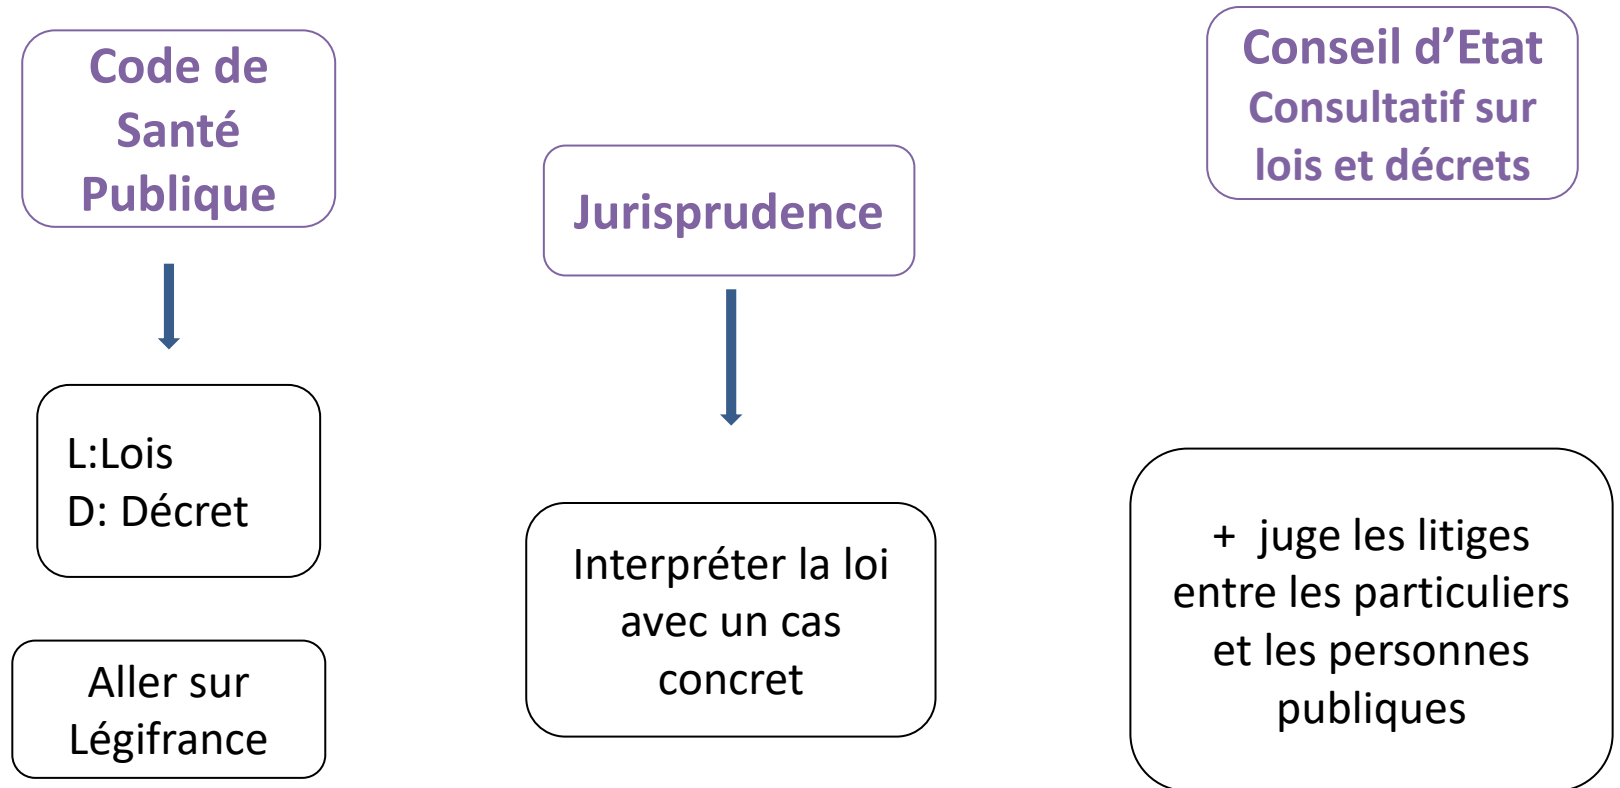 Code de
Santé
Publique
L:Lois
D: Décret
Aller sur
Légifrance
Jurisprudence
Interpréter la loi
avec un cas
concret
Conseil d’Etat
Consultatif sur
lois et décrets
+ juge les litiges
entre les particuliers
et les personnes
publiques